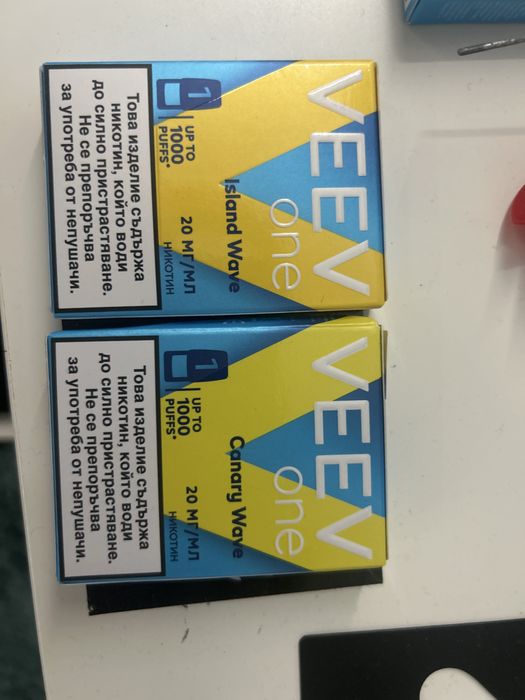 VEEV
one
Island Wave
20 МГ/МЛ
НИКОТИН
1
UP TO
1000
PUFFS*
Това изделие съдържа
никотин, който води
до силно пристрастяване.
Не се препоръчва
за употреба от непушачи.
VEEV
one
Canary Wave
20 МГ/МЛ
НИКОТИН
1
UP TO
1000
PUFFS*
Това изделие съдържа
никотин, който води
до силно пристрастяване.
Не се препоръчва
за употреба от непушачи.